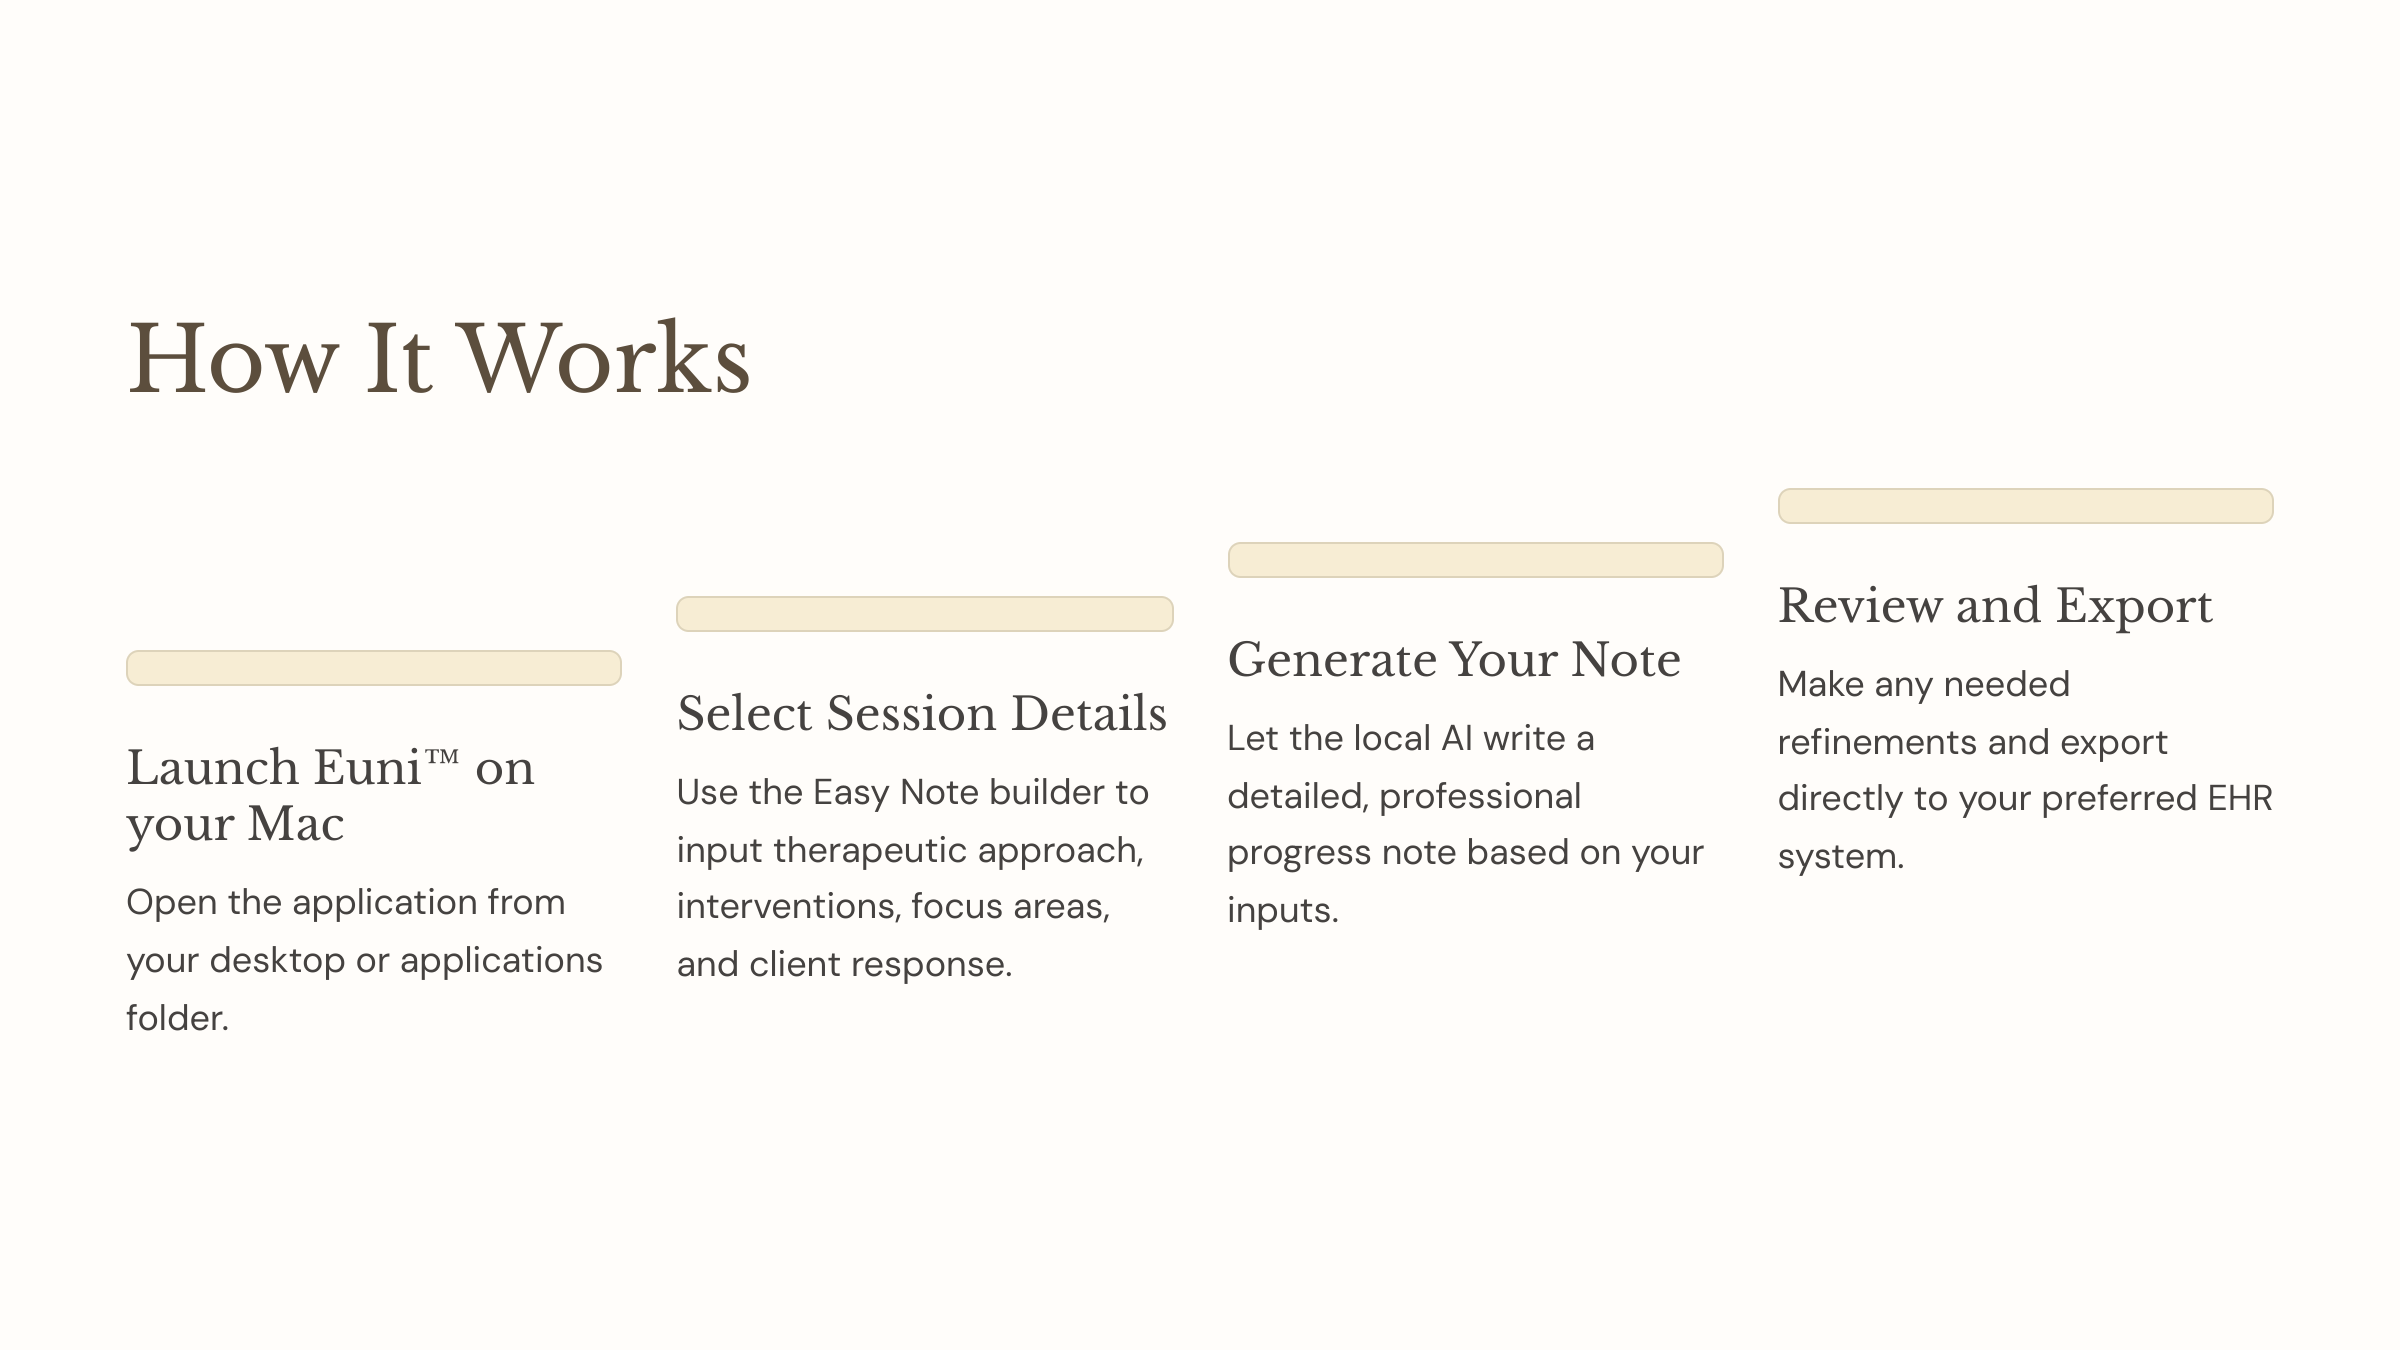 How It Works
Launch Euni™ on
your Mac
Open the application from
your desktop or applications
folder.
Select Session Details
Use the Easy Note builder to
input therapeutic approach,
interventions, focus areas,
and client response.
Generate Your Note
Let the local AI write a
detailed, professional
progress note based on your
inputs.
Review and Export
Make any needed
refinements and export
directly to your preferred EHR
system.